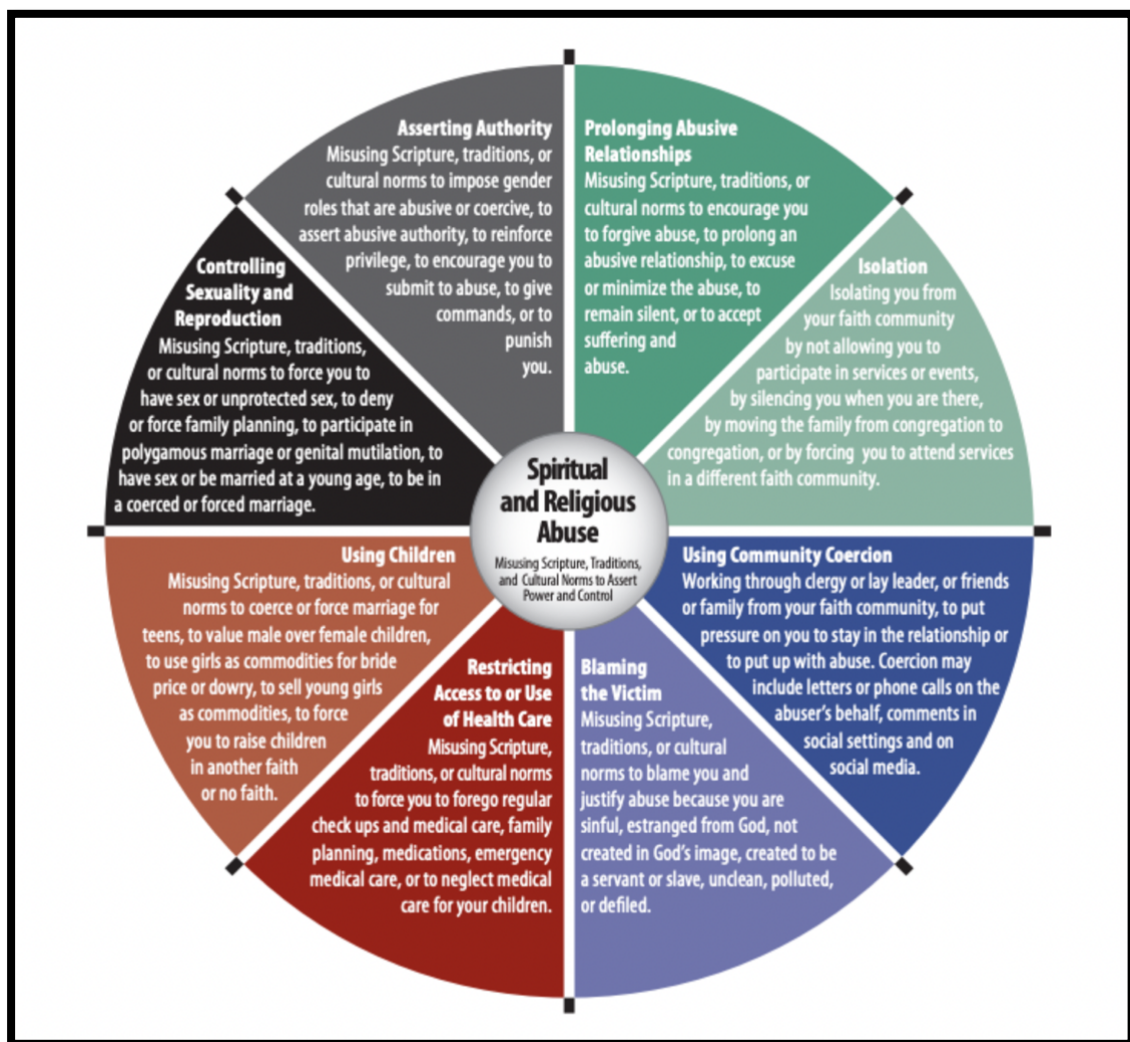 Asserting Authority
Misusing Scripture, traditions, or
cultural norms to impose gender
roles that are abusive or coercive, to
assert abusive authority, to reinforce
privilege, to encourage you to
submit to abuse, to give
commands, or to
punish
you.
Prolonging Abusive
Relationships
Misusing Scripture, traditions, or
cultural norms to encourage you
to forgive abuse, to prolong an
abusive relationship, to excuse
or minimize the abuse, to
remain silent, or to accept
suffering and
abuse.
Isolation
Isolating you from
your faith community
by not allowing you to
participate in services or events,
by silencing you when you are there,
by moving the family from congregation to
congregation, or by forcing you to attend services
in a different faith community.
Using Community Coercion
Working through clergy or lay leader, or friends
or family from your faith community, to put
pressure on you to stay in the relationship or
to put up with abuse. Coercion may
include letters or phone calls on the
abuser's behalf, comments in
social settings and on
social media.
Blaming
the Victim
Misusing Scripture,
traditions, or cultural
norms to blame you and
justify abuse because you are
sinful, estranged from God, not
created in God's image, created to be
a servant or slave, unclean, polluted,
or defiled.
Restricting
Access to or Use
of Health Care
Misusing Scripture,
traditions, or cultural norms
to force you to forego regular
check ups and medical care, family
planning, medications, emergency
medical care, or to neglect medical
care for your children.
Using Children
Misusing Scripture, traditions, or cultural
norms to coerce or force marriage for
teens, to value male over female children,
to use girls as commodities for bride
price or dowry, to sell young girls
as commodities, to force
you to raise children
in another faith
or no faith.
Controlling
Sexuality and
Reproduction
Misusing Scripture, traditions,
or cultural norms to force you to
have sex or unprotected sex, to deny
or force family planning, to participate in
polygamous marriage or genital mutilation, to
have sex or be married at a young age, to be in
a coerced or forced marriage.
Spiritual
and Religious
Abuse
Misusing Scripture, Traditions,
and Cultural Norms to Assert
Power and Control